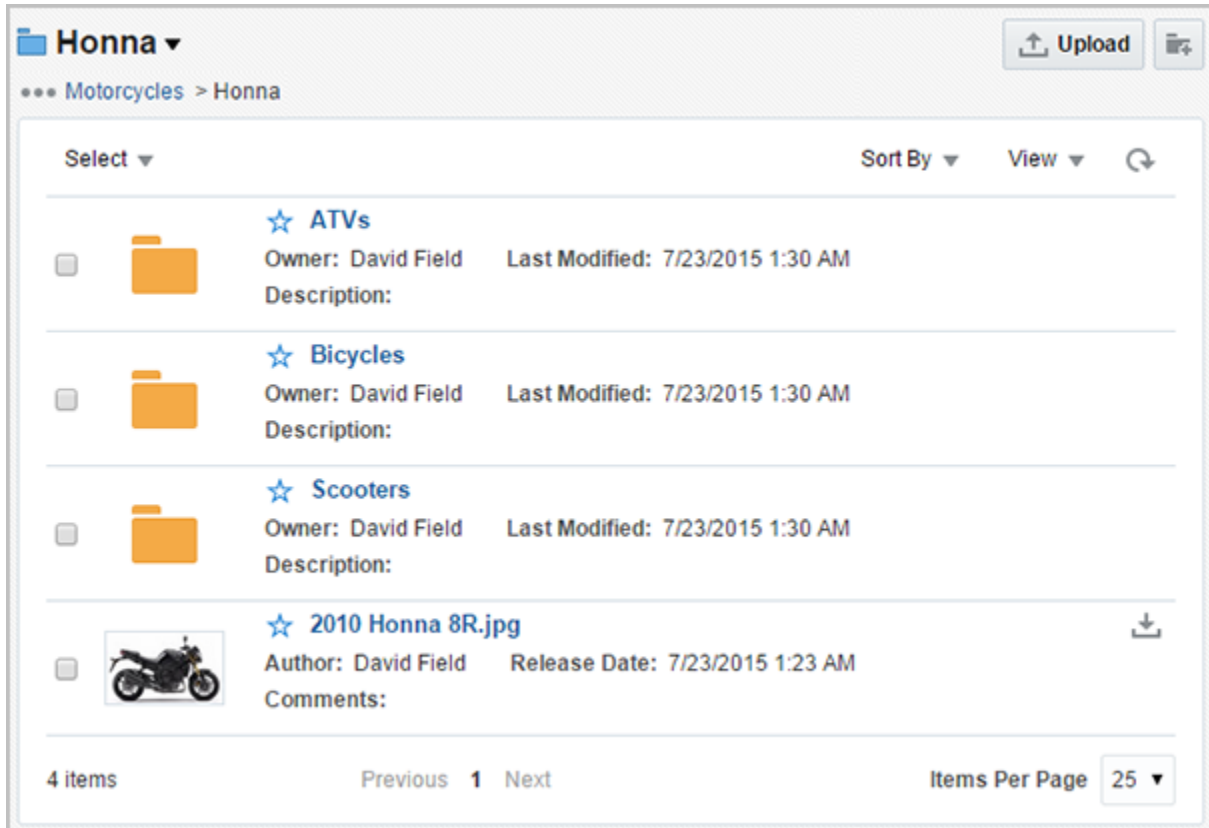 Honna
Upload
Motorcycles > Honna
Select Sort By View
ATVs
Owner: David Field Last Modified: 7/23/2015 1:30 AM
Description:
Bicycles
Owner: David Field Last Modified: 7/23/2015 1:30 AM
Description:
Scooters
Owner: David Field Last Modified: 7/23/2015 1:30 AM
Description:
2010 Honna 8R.jpg
Author: David Field Release Date: 7/23/2015 1:23 AM
Comments:
4 items Previous 1 Next Items Per Page 25